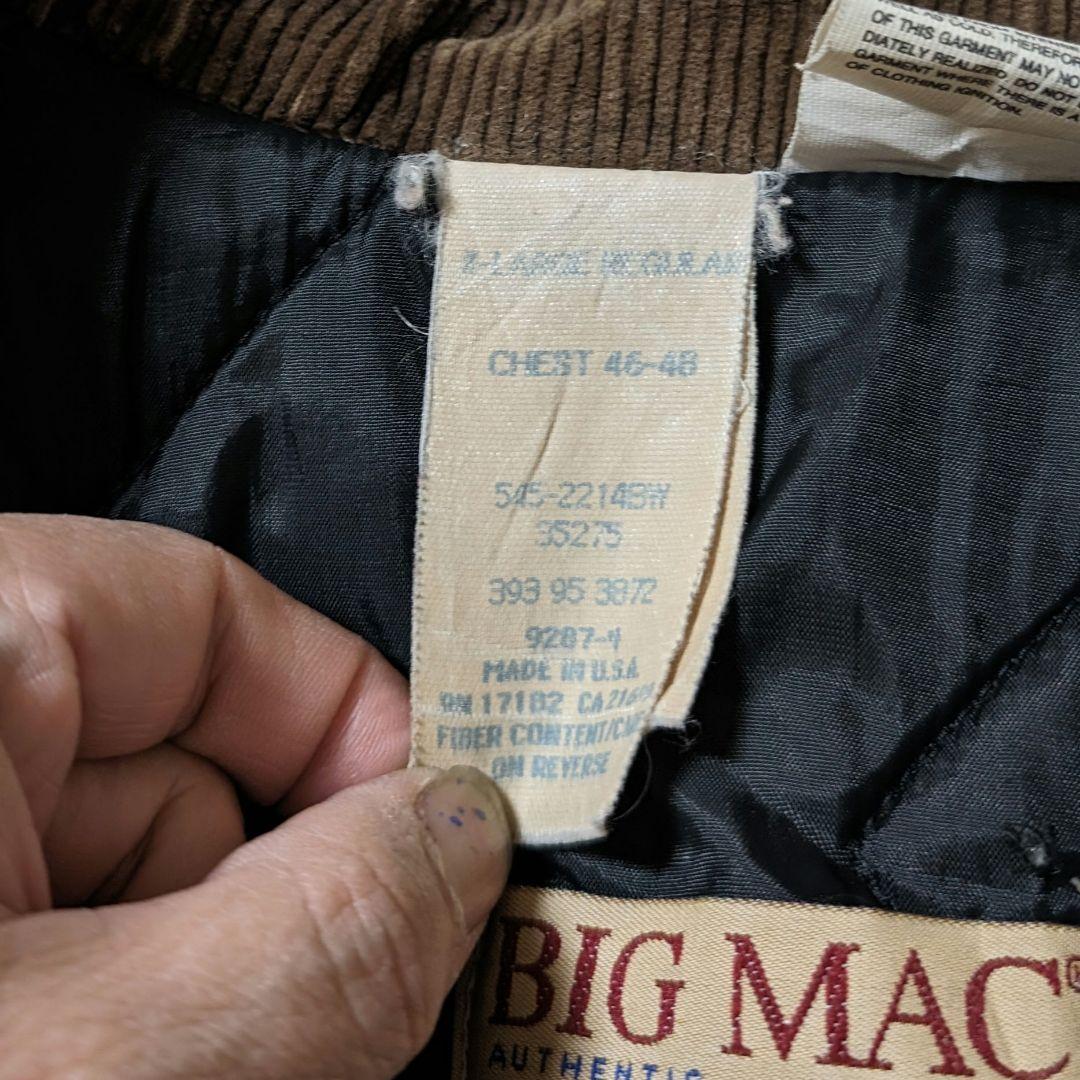 OF THIS GARMENT MAY NO
DIATELY REALIZED. DO NOT
GARMENT WHERE THERE IS A
OF CLOTHING IGNITION.
X-LARGE REGULAR
CHEST 46-48
545-2214BW
35275
393 95 3872
9287-4
MADE IN U.S.A.
RN 17182 CA
FIBER CONTENT/
ON REVERSE
BIG MAC®
AUTHENTIC